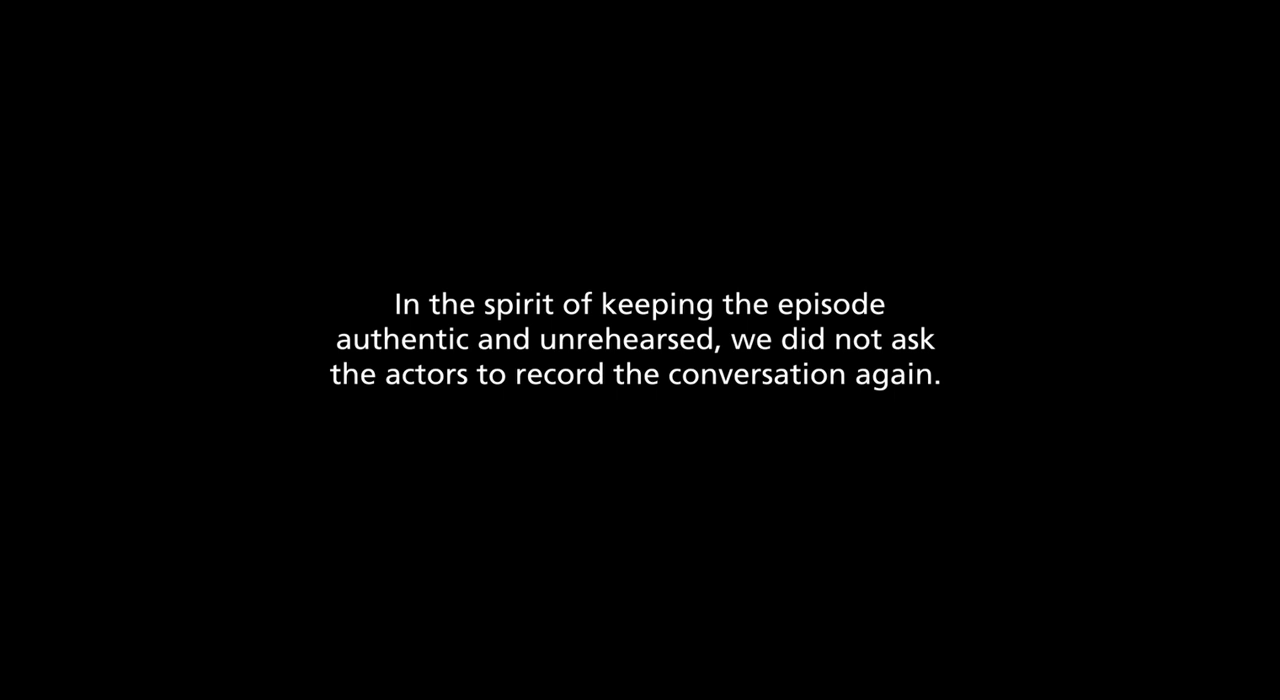 In the spirit of keeping the episode
authentic and unrehearsed, we did not ask
the actors to record the conversation again.